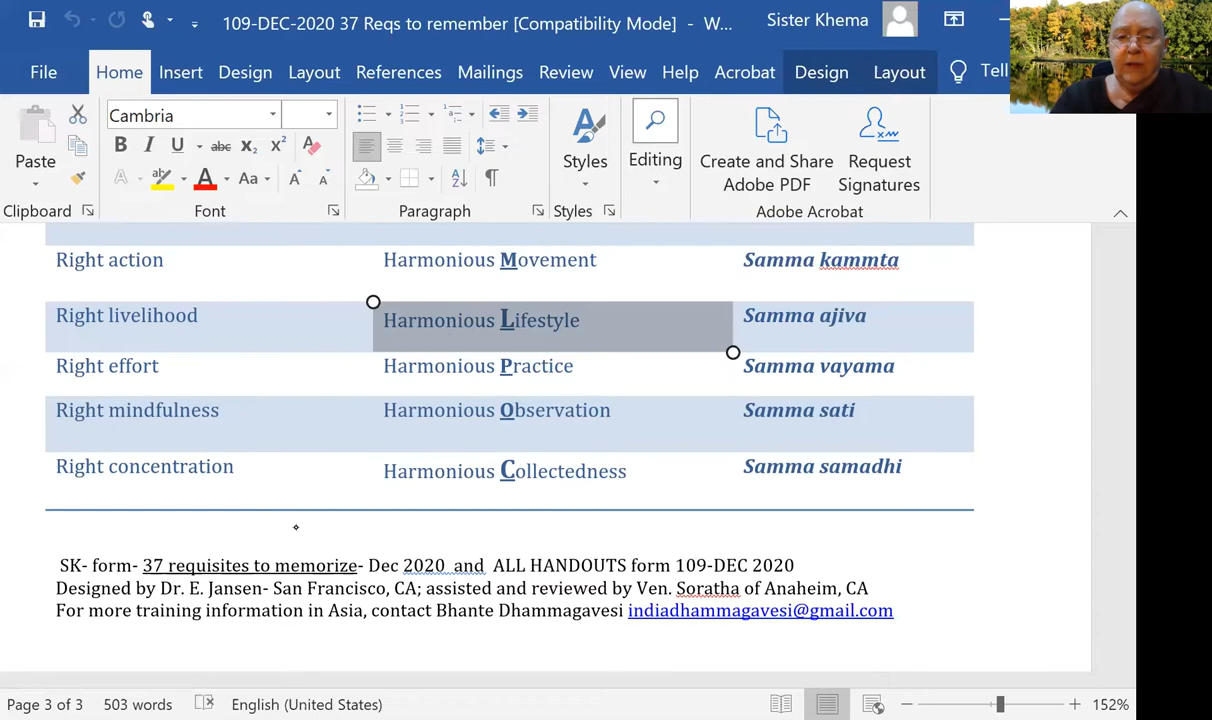 109-DEC-2020 37 Reqs to remember [Compatibility Mode] - W...
Sister Khema
File Home Insert Design Layout References Mailings Review View Help Acrobat Design Layout Tell
Cambria
Paste
B I U abc x₂ x²
Aa
Styles
Editing
Create and Share Adobe PDF
Request Signatures
Clipboard Font Paragraph Styles Adobe Acrobat
Right action Harmonious Movement Samma kammta
Right livelihood Harmonious Lifestyle Samma ajiva
Right effort Harmonious Practice Samma vayama
Right mindfulness Harmonious Observation Samma sati
Right concentration Harmonious Collectedness Samma samadhi
SK- form- 37 requisites to memorize- Dec 2020 and ALL HANDOUTS form 109-DEC 2020
Designed by Dr. E. Jansen- San Francisco, CA; assisted and reviewed by Ven. Soratha of Anaheim, CA
For more training information in Asia, contact Bhante Dhammagavesi indiadhammagavesi@gmail.com
Page 3 of 3 503 words English (United States) 152%